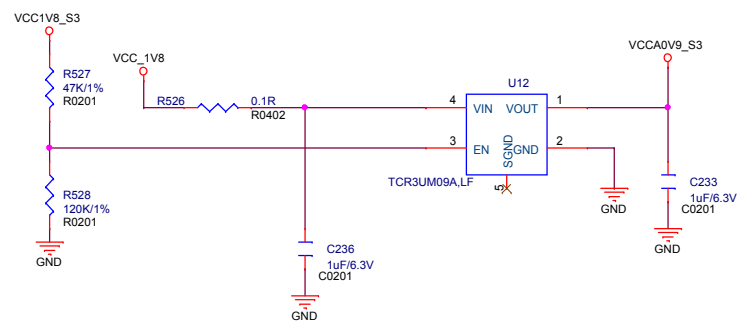 VCC1V8_S3
VCC_1V8
VCCA0V9_S3
R527
47K/1%
R0201
R526
0.1R
R0402
U12
4
VIN
VOUT
1
3
EN
SGND
GND
2
TCR3UM09A,LF
5
R528
120K/1%
R0201
GND
C236
1uF/6.3V
C0201
GND
GND
C233
1uF/6.3V
C0201
GND